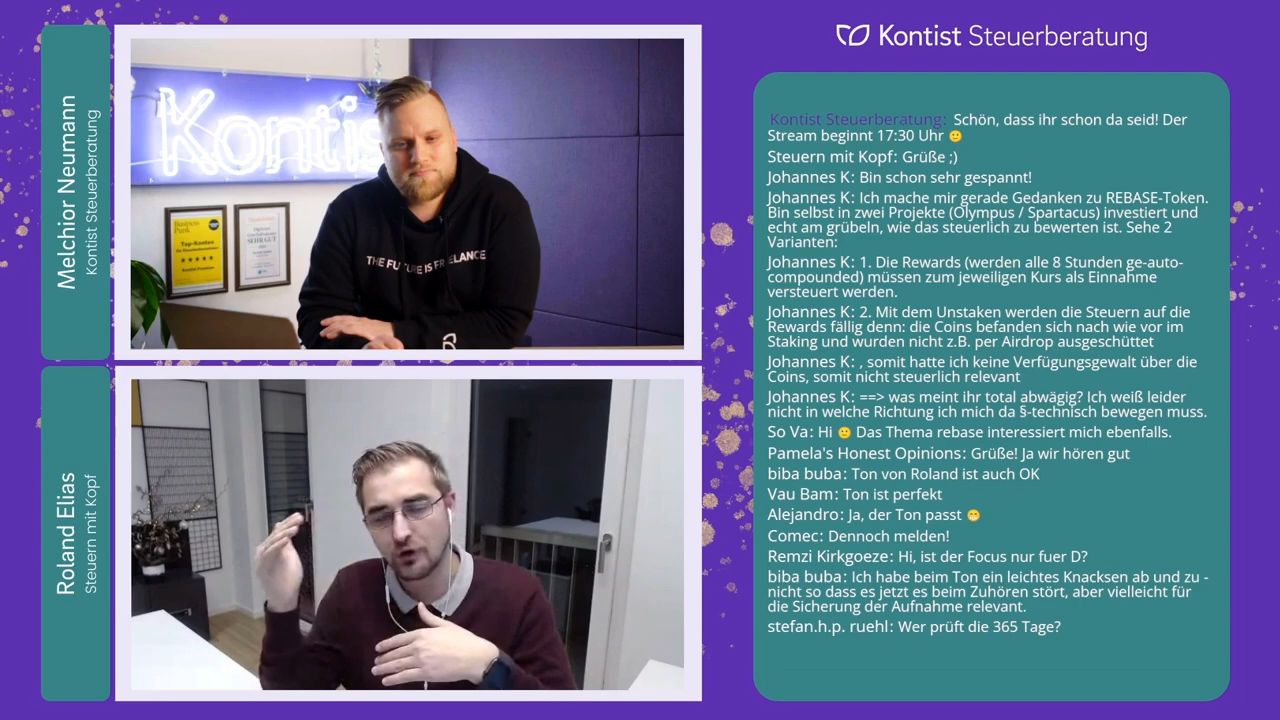 Melchior Neumann
Kontist Steuerberatung
Kontis
Business
Punk
Top-Konten
★★★★★
SEHR GUT
THE FUTURE IS FREELANCE
Roland Elias
Steuern mit Kopf
Kontist Steuerberatung
Kontist Steuerberatung: Schön, dass ihr schon da seid! Der
Stream beginnt 17:30 Uhr 🙂
Steuern mit Kopf: Grüße ;)
Johannes K: Bin schon sehr gespannt!
Johannes K: Ich mache mir gerade Gedanken zu REBASE-Token.
Bin selbst in zwei Projekte (Olympus / Spartacus) investiert und
echt am grübeln, wie das steuerlich zu bewerten ist. Sehe 2
Varianten:
Johannes K: 1. Die Rewards (werden alle 8 Stunden ge-auto-
compounded) müssen zum jeweiligen Kurs als Einnahme
versteuert werden.
Johannes K: 2. Mit dem Unstaken werden die Steuern auf die
Rewards fällig denn: die Coins befanden sich nach wie vor im
Staking und wurden nicht z.B. per Airdrop ausgeschüttet
Johannes K: , somit hatte ich keine Verfügungsgewalt über die
Coins, somit nicht steuerlich relevant
Johannes K: ==> was meint ihr total abwägig? Ich weiß leider
nicht in welche Richtung ich mich da §-technisch bewegen muss.
So Va: Hi 🙂 Das Thema rebase interessiert mich ebenfalls.
Pamela's Honest Opinions: Grüße! Ja wir hören gut
biba buba: Ton von Roland ist auch OK
Vau Bam: Ton ist perfekt
Alejandro: Ja, der Ton passt 😁
Comec: Dennoch melden!
Remzi Kirkgoeze: Hi, ist der Focus nur fuer D?
biba buba: Ich habe beim Ton ein leichtes Knacksen ab und zu -
nicht so dass es jetzt es beim Zuhören stört, aber vielleicht für
die Sicherung der Aufnahme relevant.
stefan.h.p. ruehl: Wer prüft die 365 Tage?